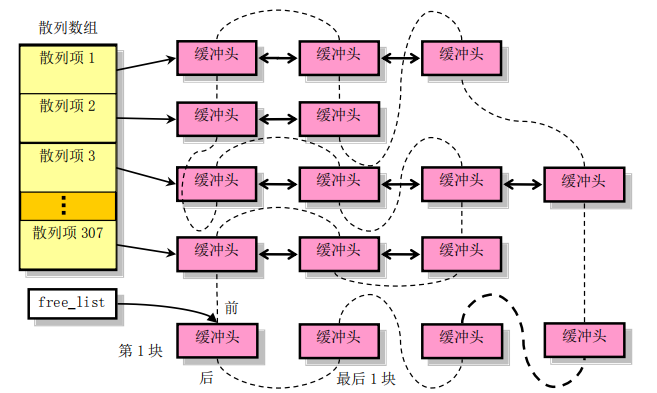 散列数组
散列项 1 缓冲头 缓冲头 缓冲头
散列项 2 缓冲头 缓冲头
散列项 3 缓冲头 缓冲头 缓冲头 缓冲头
⋮
散列项 307 缓冲头 缓冲头 缓冲头
free_list 前
第 1 块 缓冲头 缓冲头 缓冲头 缓冲头
后 最后 1 块